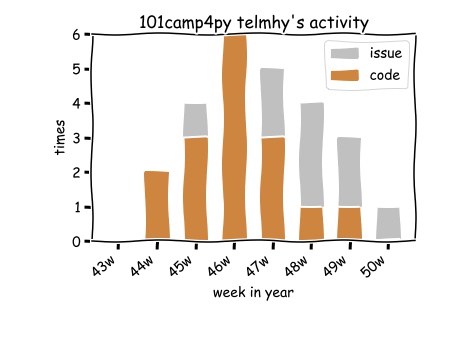 101camp4py telmhy's activity
issue
code
times
6
5
4
3
2
1
0
43w
44w
45w
46w
47w
48w
49w
50w
week in year